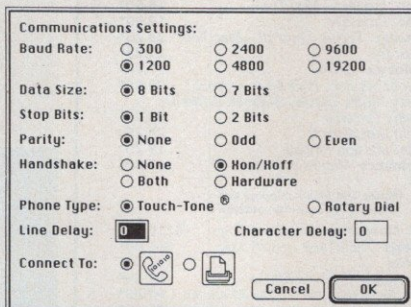 Communications Settings:
Baud Rate: 300 2400 9600
1200 4800 19200
Data Size: 8 Bits 7 Bits
Stop Bits: 1 Bit 2 Bits
Parity: None Odd Even
Handshake: None Xon/Xoff
Both Hardware
Phone Type: Touch-Tone ® Rotary Dial
Line Delay: 0 Character Delay: 0
Connect To:
Cancel OK